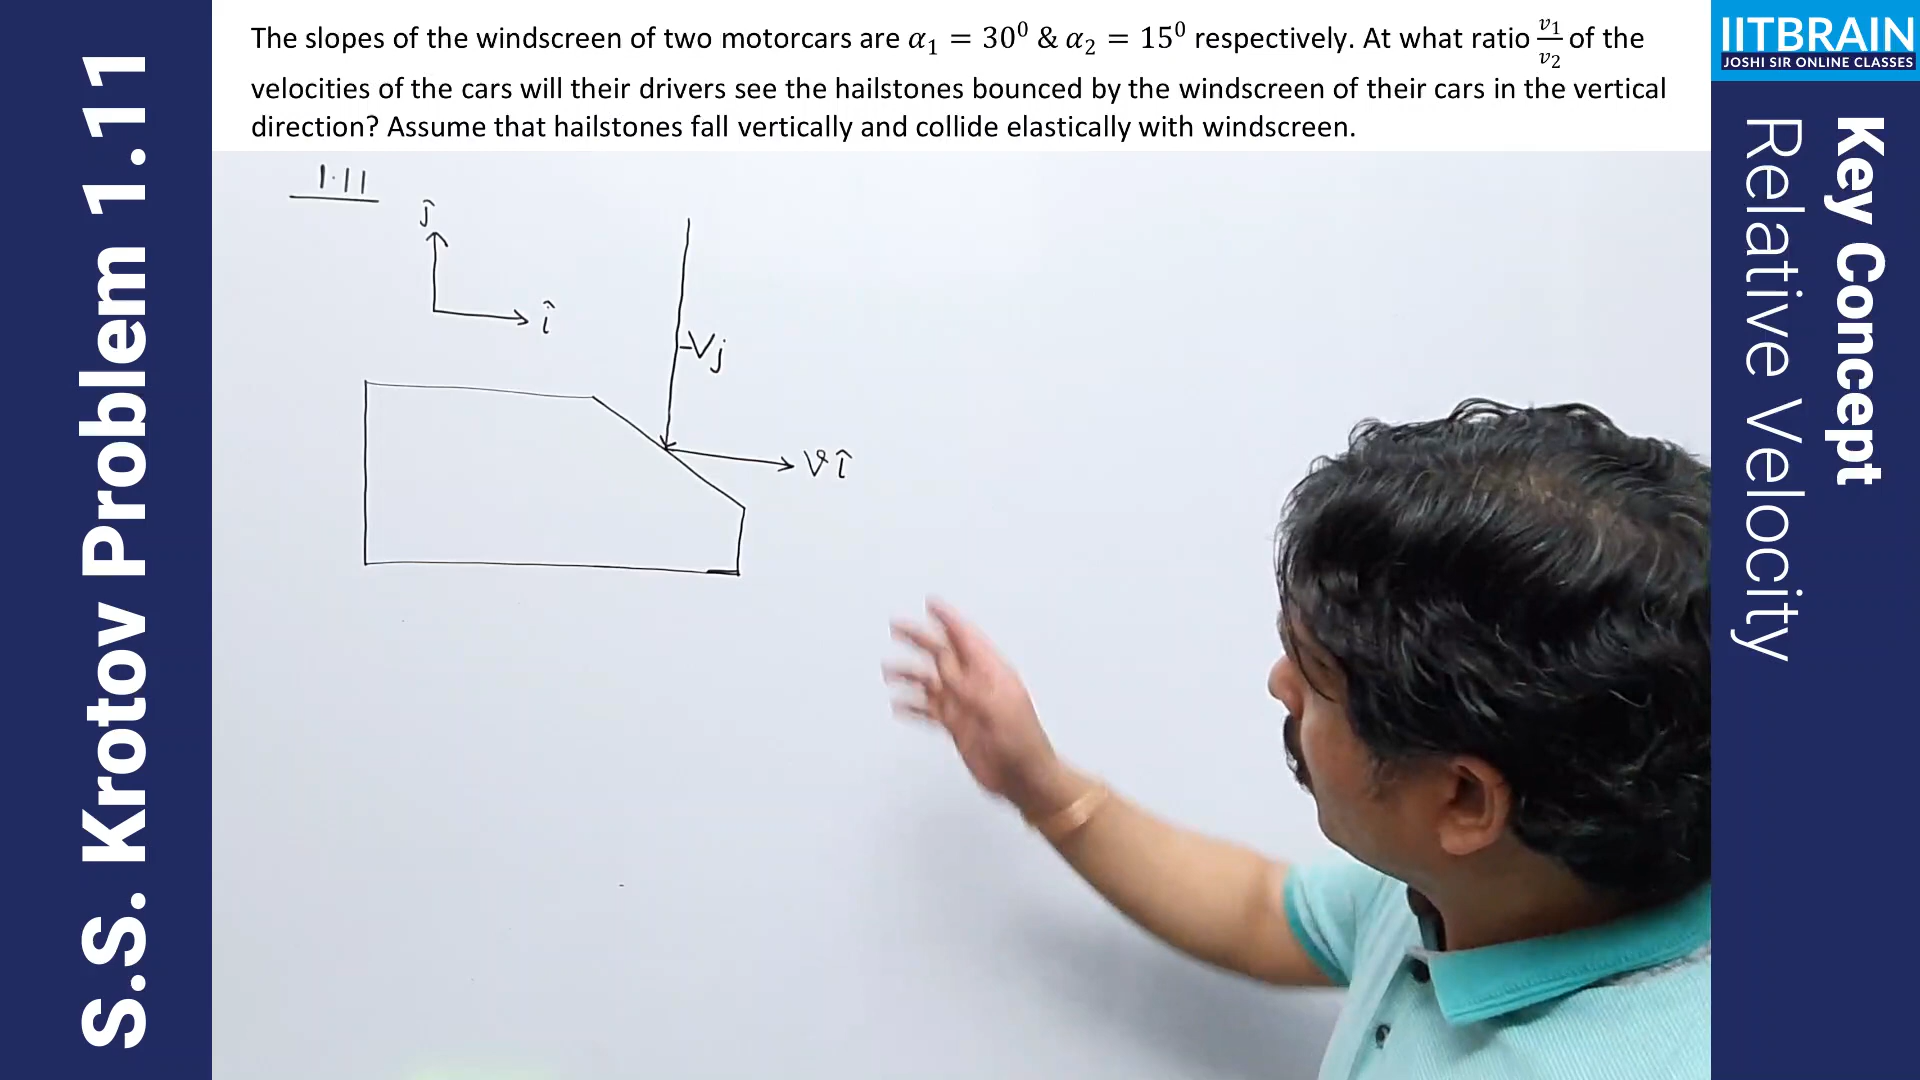 S.S. Krotov Problem 1.11
The slopes of the windscreen of two motorcars are α₁ = 30⁰ & α₂ = 15⁰ respectively. At what ratio v₁/v₂ of the
velocities of the cars will their drivers see the hailstones bounced by the windscreen of their cars in the vertical
direction? Assume that hailstones fall vertically and collide elastically with windscreen.
IITBRAIN
JOSHI SIR ONLINE CLASSES
Key Concept
Relative Velocity
1.11
ĵ
î
-Vj
vî